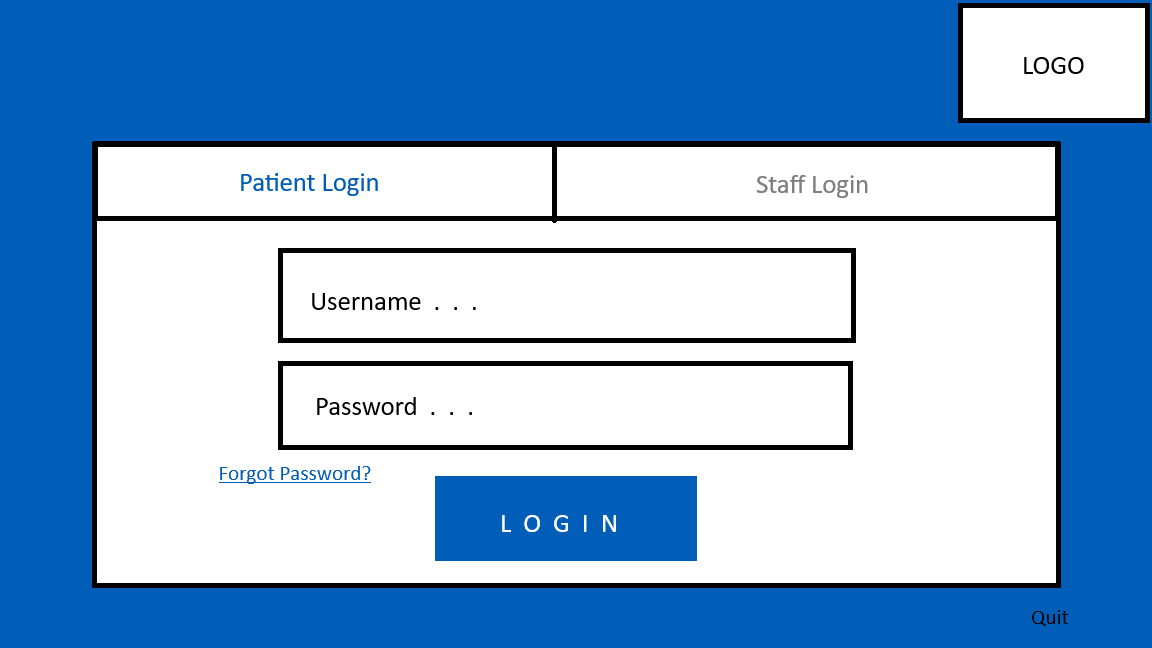 LOGO
Patient Login
Staff Login
Username . . .
Password . . .
Forgot Password?
L O G I N
Quit